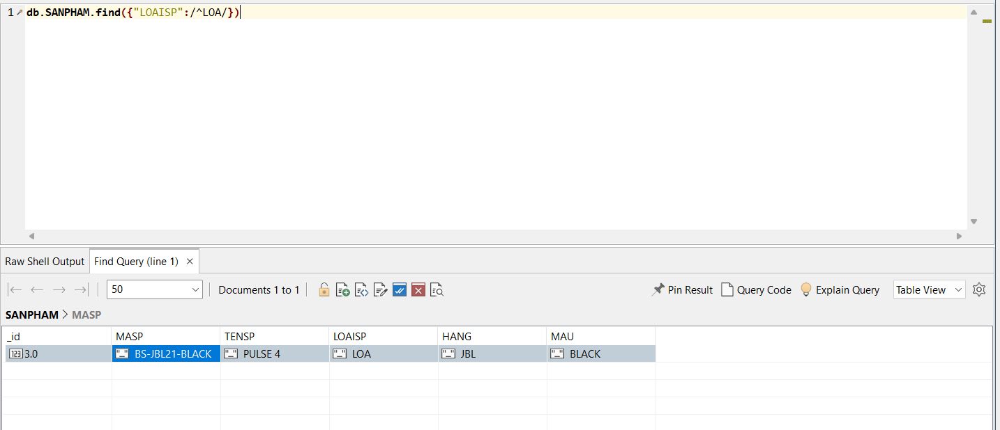 1 db.SANPHAM.find({"LOAISP":/^LOA/})
Raw Shell Output Find Query (line 1) ×
50 Documents 1 to 1 Pin Result Query Code Explain Query Table View
SANPHAM > MASP
_id MASP TENSP LOAISP HANG MAU
123 3.0 "_" BS-JBL21-BLACK "_" PULSE 4 "_" LOA "_" JBL "_" BLACK